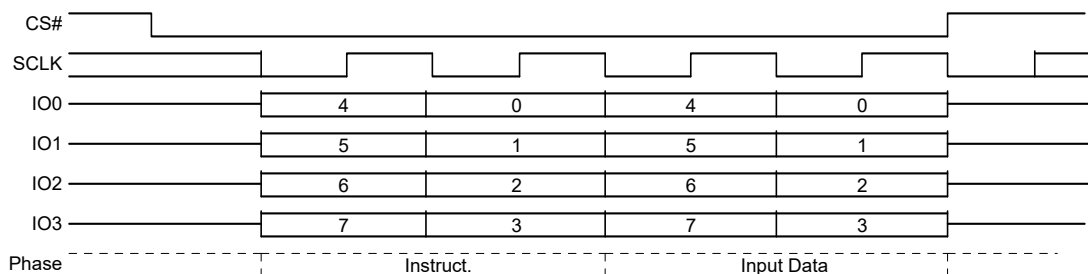 CS#
SCLK
IO0 4 0 4 0
IO1 5 1 5 1
IO2 6 2 6 2
IO3 7 3 7 3
Phase Instruct. Input Data